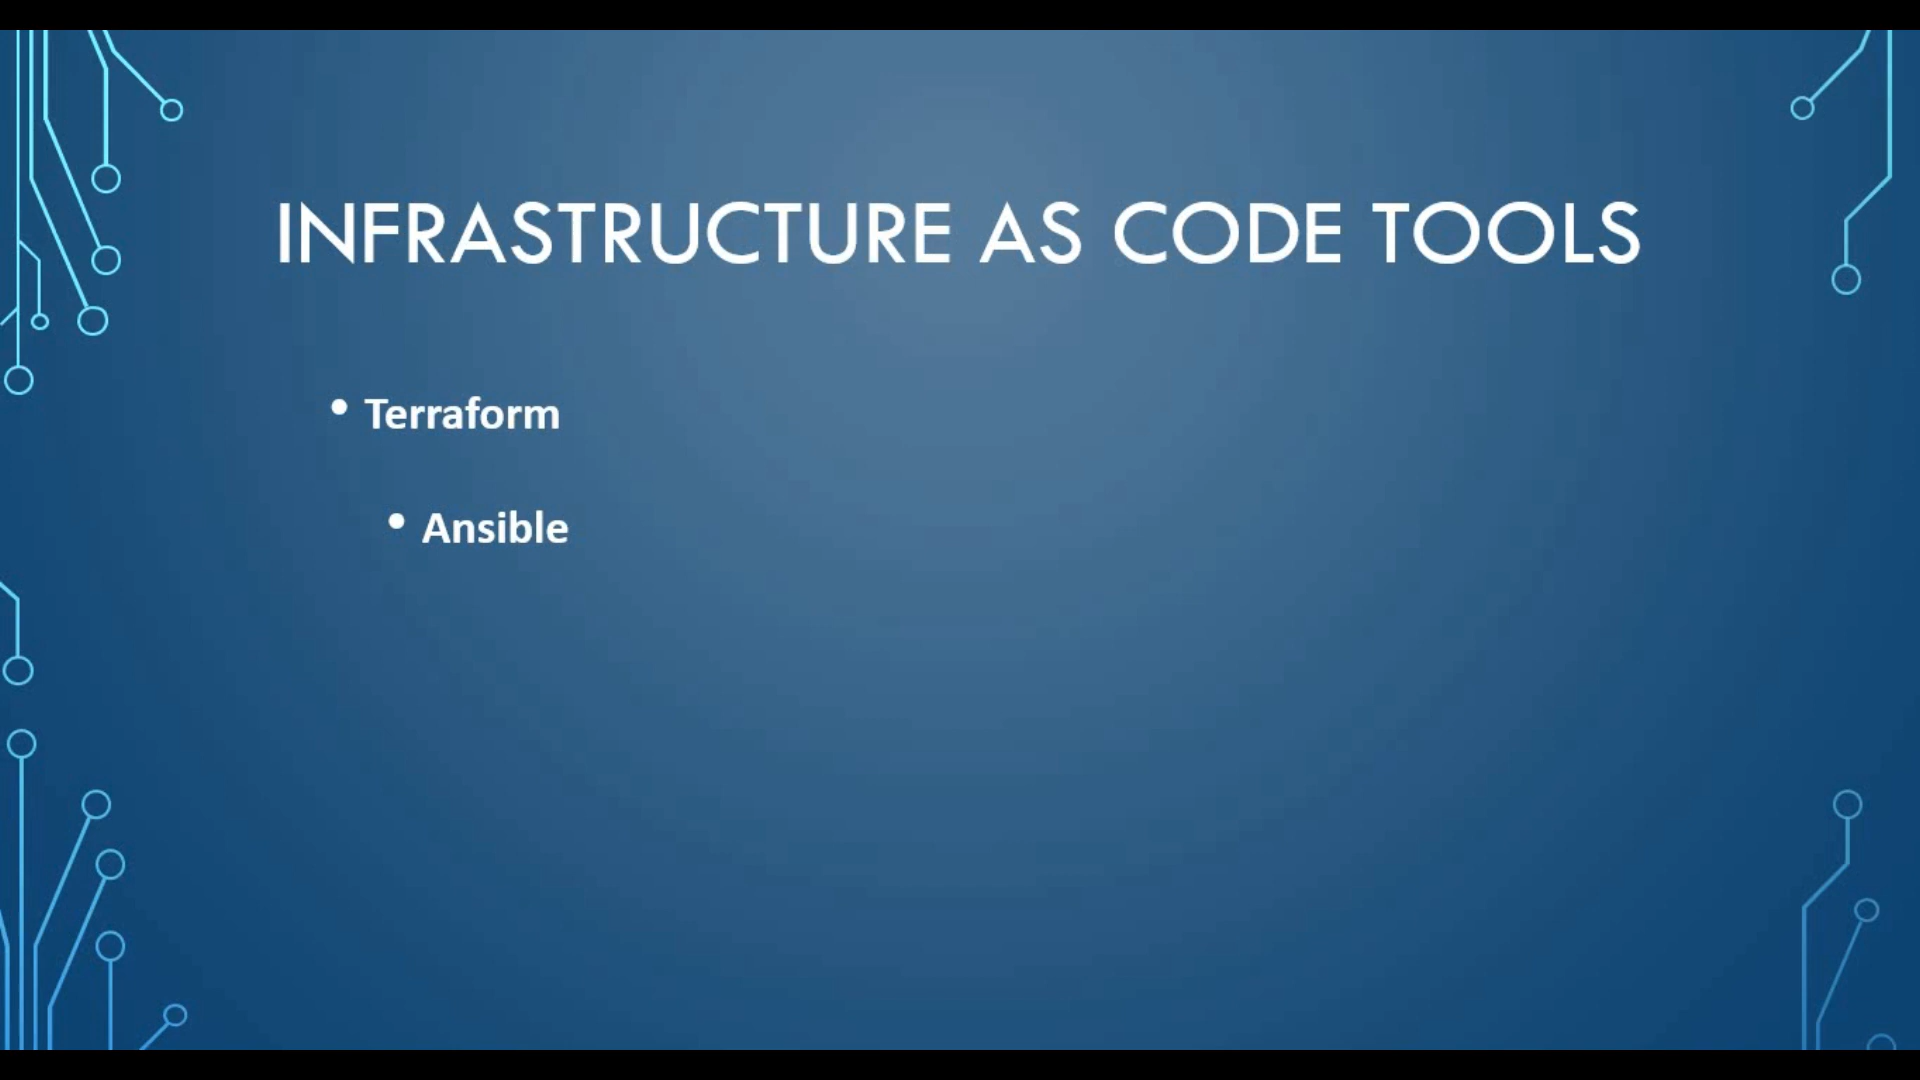 INFRASTRUCTURE AS CODE TOOLS
• Terraform
• Ansible